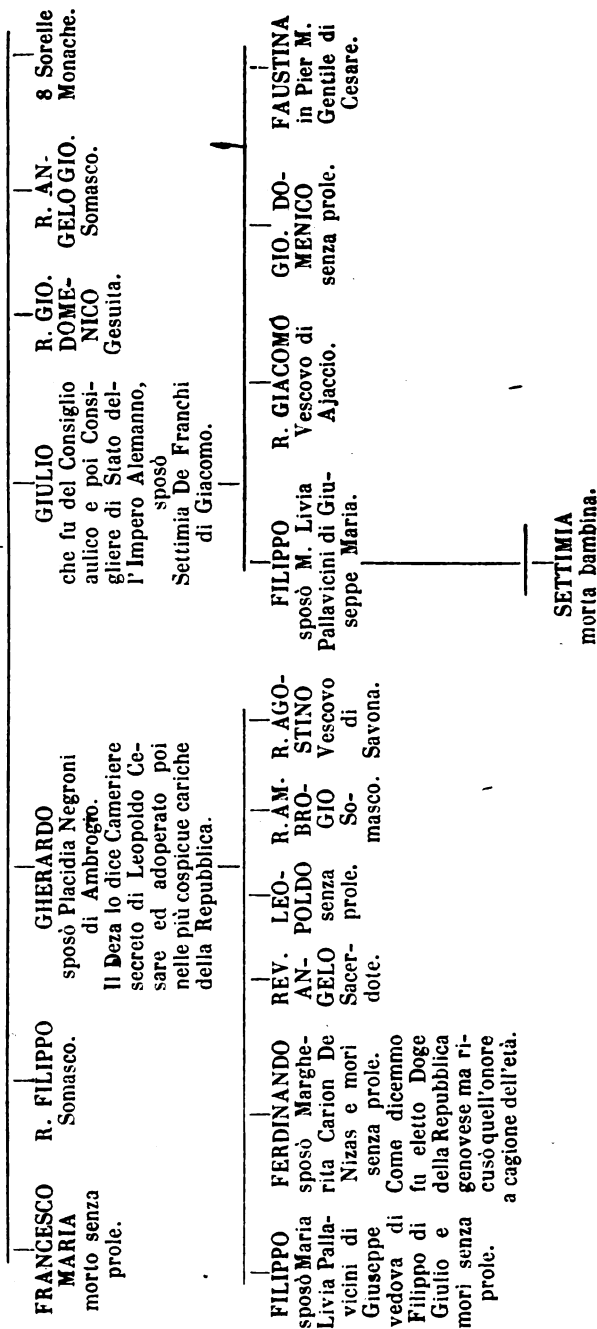 FRANCESCO
MARIA
morto senza
prole.
R. FILIPPO
Somasco.
GHERARDO
sposò Placidia Negroni
di Ambrogio.
Il Deza lo dice Cameriere
secreto di Leopoldo Ce-
sare ed adoperato poi
nelle più cospicue cariche
della Repubblica.
GIULIO
che fu del Consiglio
aulico e poi Consi-
gliere di Stato del-
l'Impero Alemanno,
sposò
Settimia De Franchi
di Giacomo.
R. GIO.
DOME-
NICO
Gesuita.
R. AN-
GELO GIO.
Somasco.
8 Sorelle
Monache.
FILIPPO
sposò Maria
Livia Palla-
vicini di
Giuseppe
vedova di
Filippo di
Giulio e
morì senza
prole.
FERDINANDO
sposò Marghe-
rita Carion De
Nizas e morì
senza prole.
Come dicemmo
fu eletto Doge
della Repubblica
genovese ma ri-
cusò quell'onore
a cagione dell'età.
REV.
AN-
GELO
Sacer-
dote.
LEO-
POLDO
senza
prole.
R. AM-
BRO-
GIO
So-
masco.
R. AGO-
STINO
Vescovo
di
Savona.
FILIPPO
sposò M. Livia
Pallavicini di Giu-
seppe Maria.
R. GIACOMO
Vescovo di
Ajaccio.
GIO. DO-
MENICO
senza prole.
FAUSTINA
in Pier M.
Gentile di
Cesare.
SETTIMIA
morta bambina.